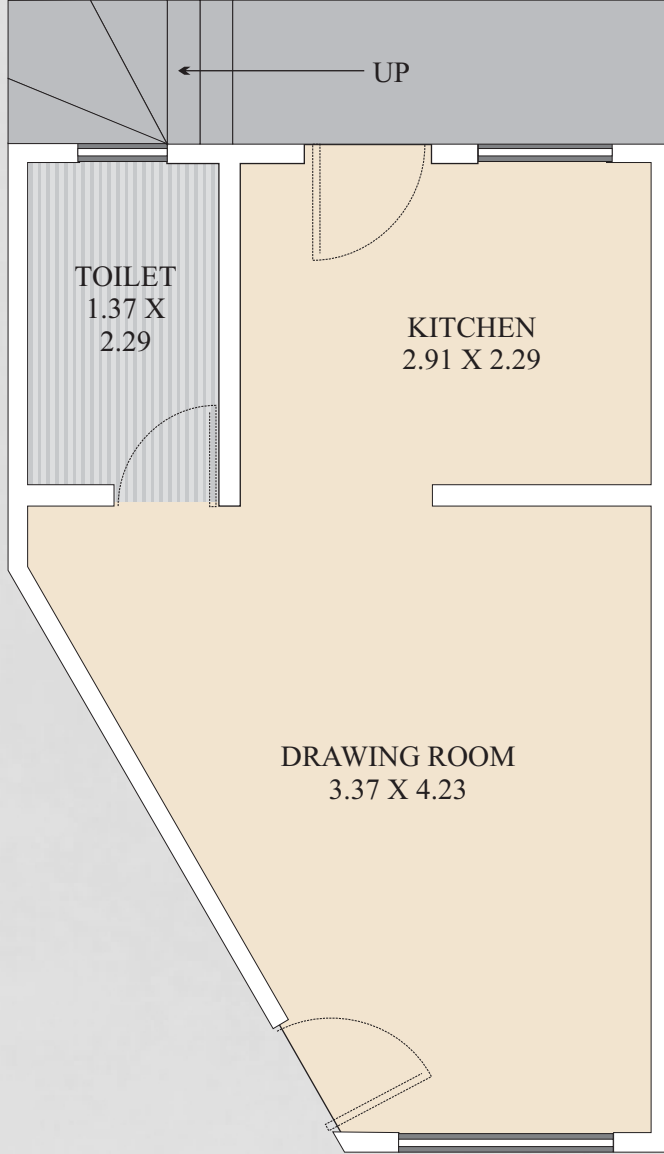 UP
TOILET
1.37 X
2.29
KITCHEN
2.91 X 2.29
DRAWING ROOM
3.37 X 4.23